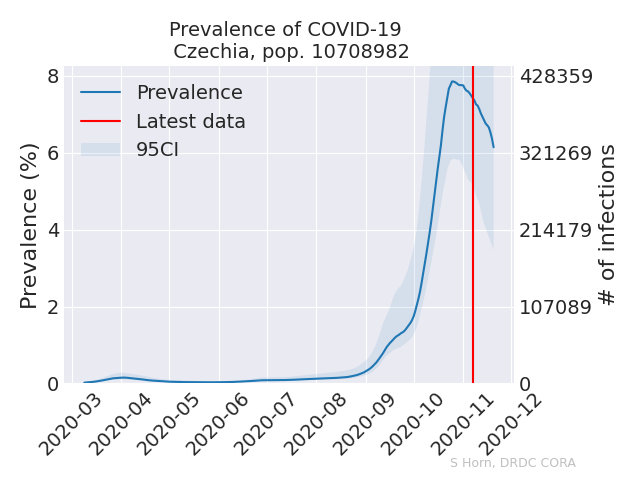 Prevalence of COVID-19
Czechia, pop. 10708982
Prevalence (%)
8
6
4
2
0
Prevalence
Latest data
95CI
428359
321269
214179
107089
0
# of infections
2020-03
2020-04
2020-05
2020-06
2020-07
2020-08
2020-09
2020-10
2020-11
2020-12
S Horn, DRDC CORA